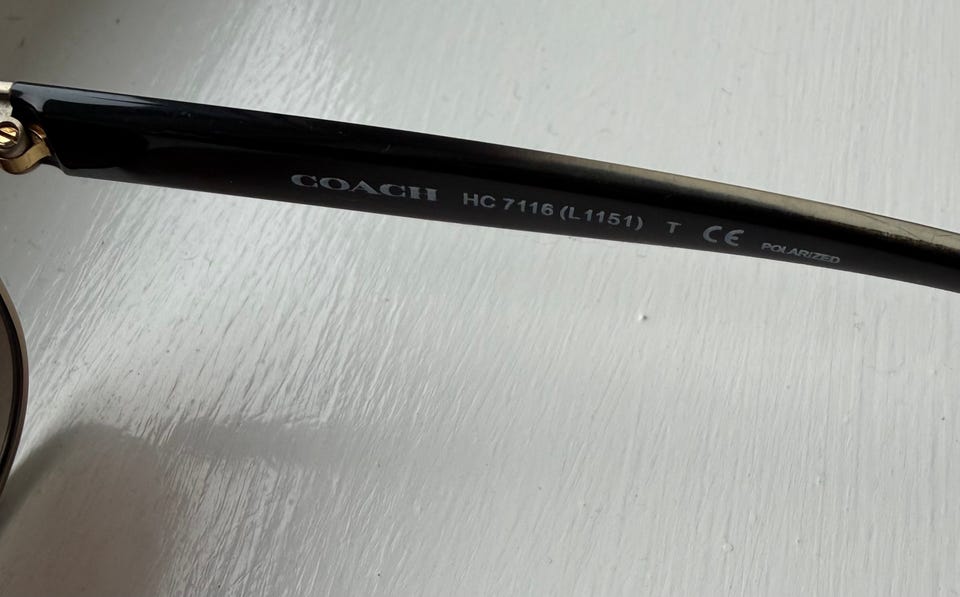 COACH HC 7116 (L1151) T CE POLARIZED